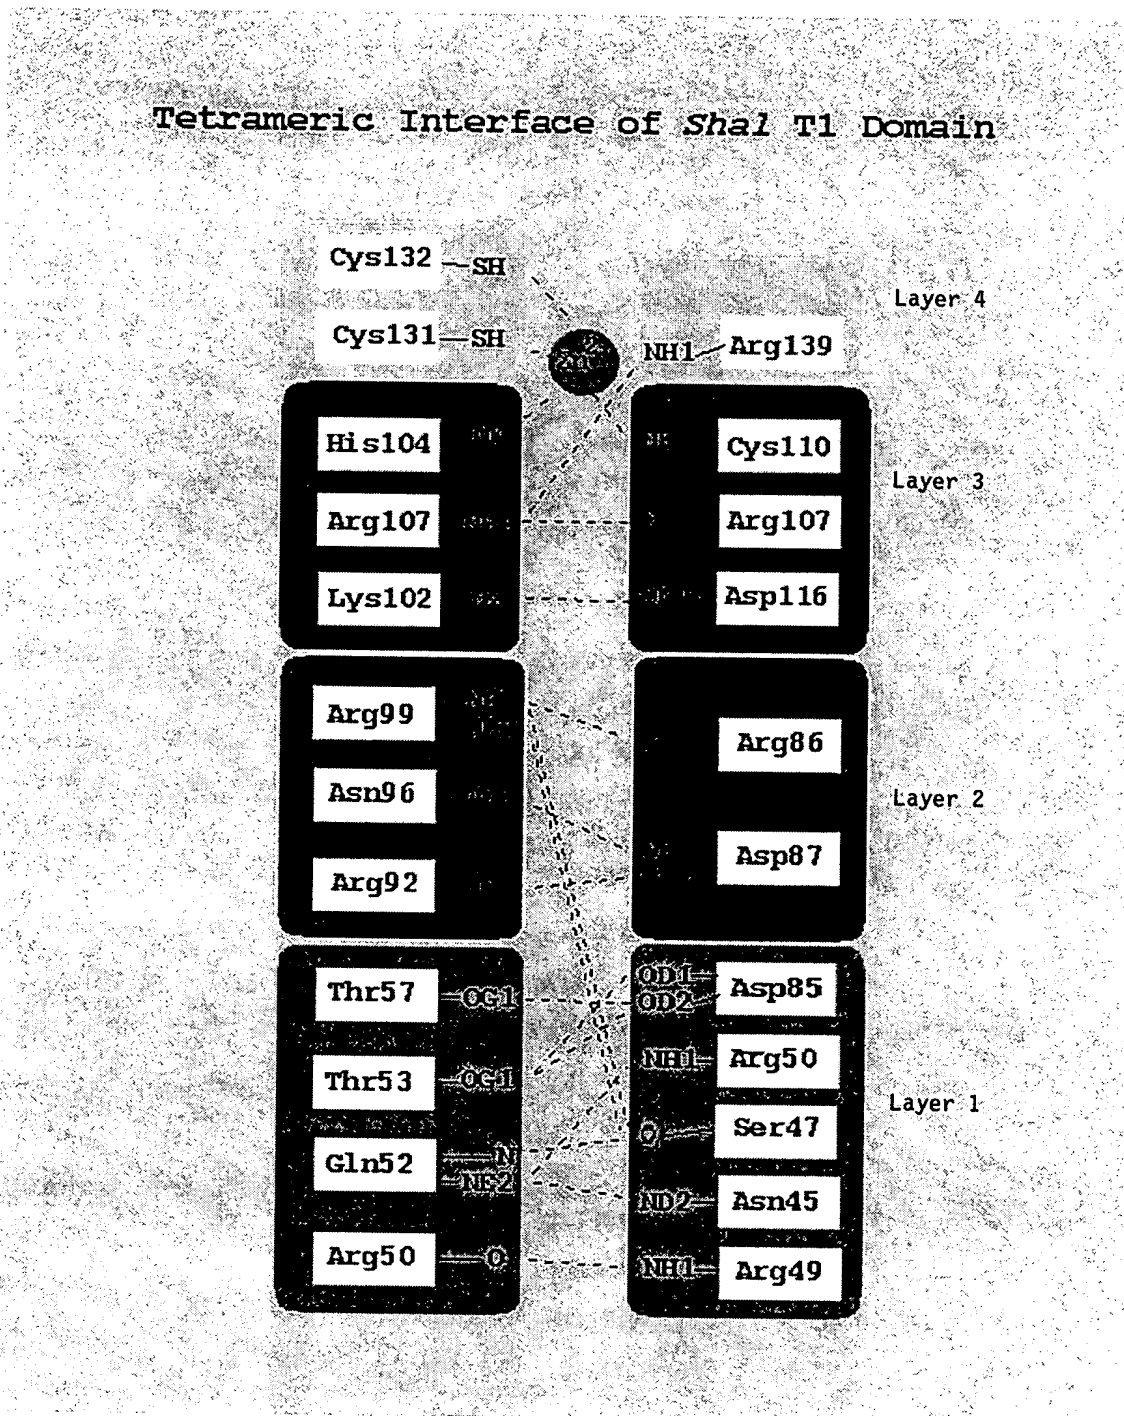 Tetrameric Interface of Shal T1 Domain
Cys132 SH
Layer 4
Cys131 SH
NH1 Arg139
His104
Cys110
Layer 3
Arg107
Arg107
Lys102
Asp116
Arg99
Arg86
Asn96
Layer 2
Arg92
Asp87
Thr57 OG1
OD1 Asp85
OD2
Thr53 OG1
NH1 Arg50
Layer 1
Gln52 N
NE2
O Ser47
ND2 Asn45
Arg50 O
NH1 Arg49